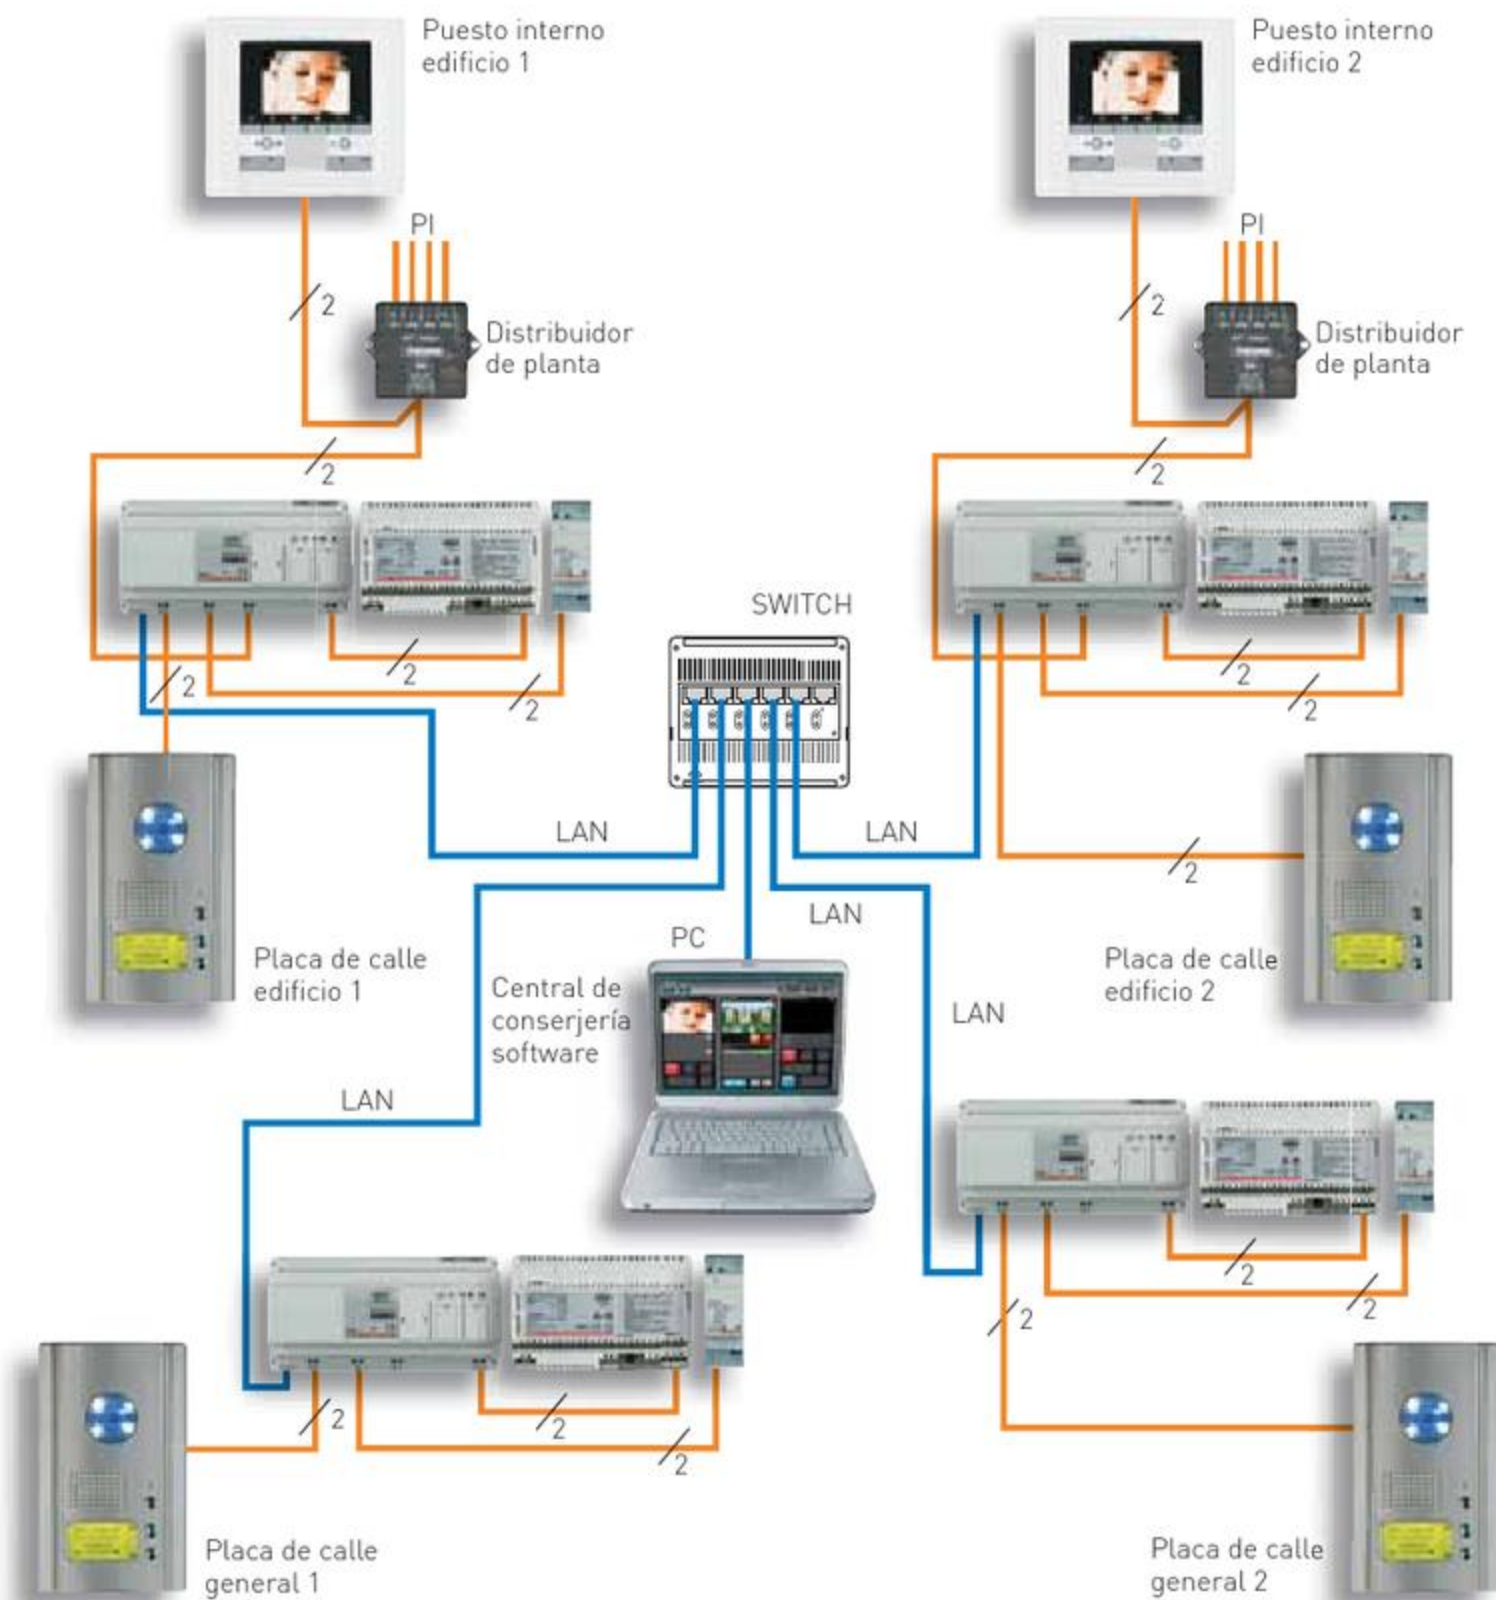 Puesto interno
edificio 1
PI
2
Distribuidor
de planta
2
2
2
2
Placa de calle
edificio 1
Puesto interno
edificio 2
PI
2
Distribuidor
de planta
2
2
2
2
Placa de calle
edificio 2
SWITCH
LAN
LAN
LAN
PC
Central de
conserjería
software
LAN
LAN
2
2
2
Placa de calle
general 1
2
2
2
Placa de calle
general 2